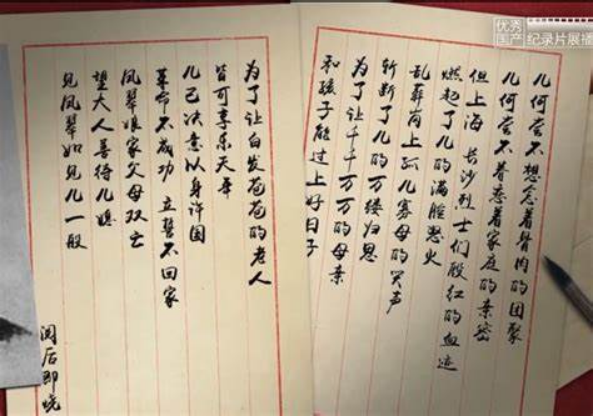 优秀
国产
纪录片展播
儿何尝不想念着骨肉的团聚
儿何尝不眷恋着家庭的亲密
但上海 长沙烈士们殷红的血迹
燃起了儿的满腔怒火
乱葬岗上孤儿寡母的哭声
斩断了儿的万缕归思
为了让千千万万的母亲
和孩子能过上好日子
为了让白发苍苍的老人
皆可享乐天年
儿已决意以身许国
革命不成功 立誓不回家
凤翠娘家父母双亡
望大人善待儿媳
见凤翠如见儿一般
阅后即烧